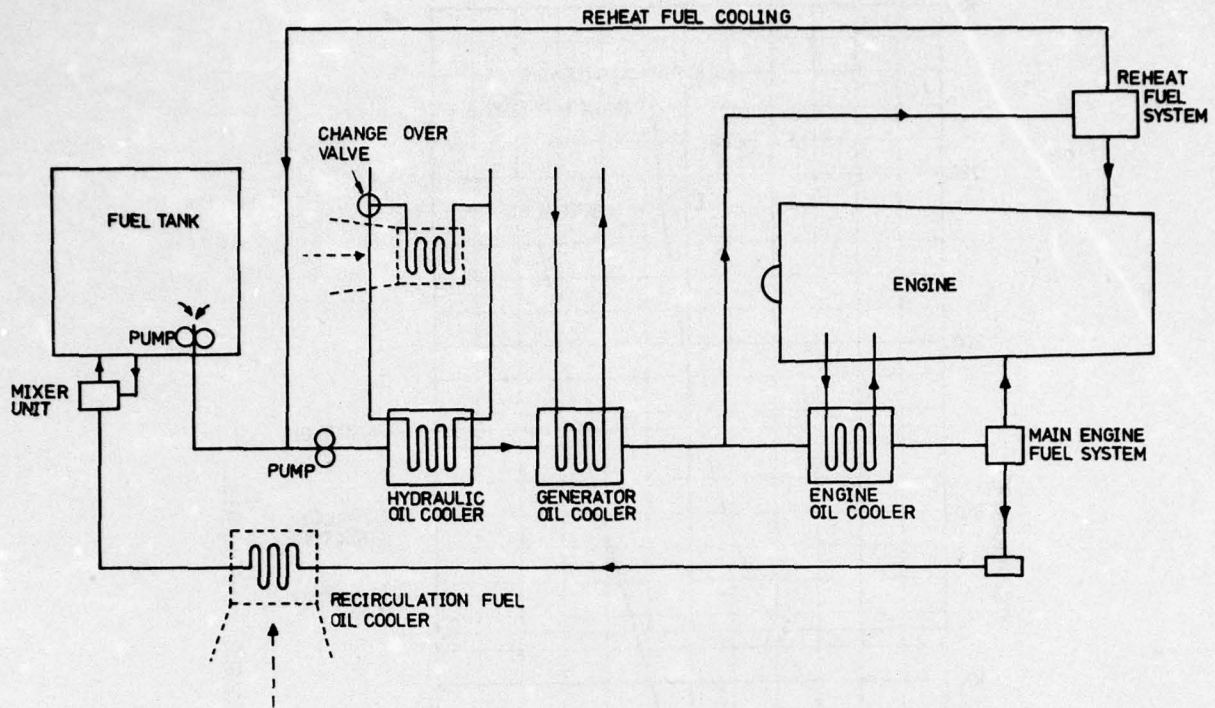 REHEAT FUEL COOLING
REHEAT
FUEL
SYSTEM
CHANGE OVER
VALVE
FUEL TANK
ENGINE
PUMP
MIXER
UNIT
PUMP
HYDRAULIC
OIL COOLER
GENERATOR
OIL COOLER
ENGINE
OIL COOLER
MAIN ENGINE
FUEL SYSTEM
RECIRCULATION FUEL
OIL COOLER